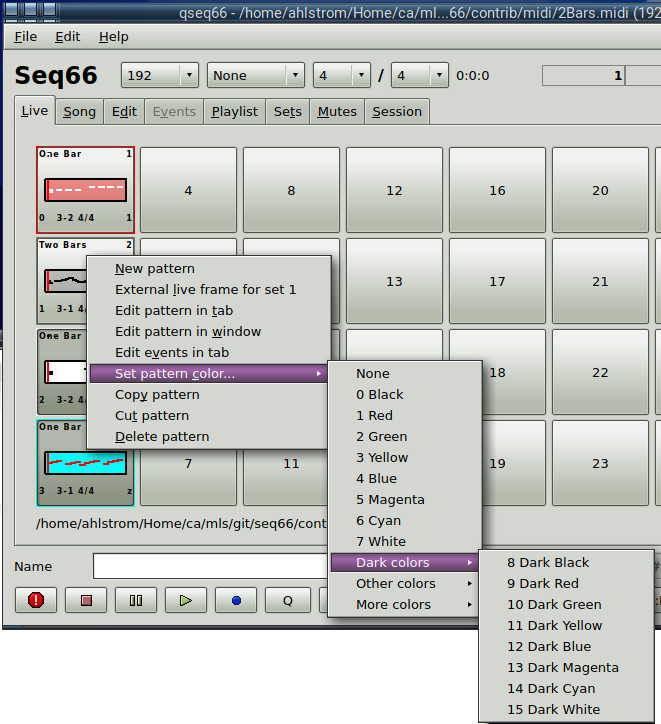 qseq66 - /home/ahlstrom/Home/ca/ml...66/contrib/midi/2Bars.midi (192
File Edit Help
Seq66 192 None 4 / 4 0:0:0 1
Live Song Edit Events Playlist Sets Mutes Session
One Bar 1
4 8 12 16 20
0 3-2 4/4 1
Two Bars 2
13 17 21
1 3-1 4/
New pattern
External live frame for set 1
Edit pattern in tab
Edit pattern in window
Edit events in tab
Set pattern color...
Copy pattern
Cut pattern
Delete pattern
One Bar
18 22
2 3-2 4/
None
0 Black
1 Red
2 Green
3 Yellow
4 Blue
5 Magenta
6 Cyan
7 White
Dark colors
Other colors
More colors
One Bar
7 11 19 23
3 3-1 4/4 z
/home/ahlstrom/Home/ca/mls/git/seq66/cont
8 Dark Black
9 Dark Red
10 Dark Green
11 Dark Yellow
12 Dark Blue
13 Dark Magenta
14 Dark Cyan
15 Dark White
Name
Q